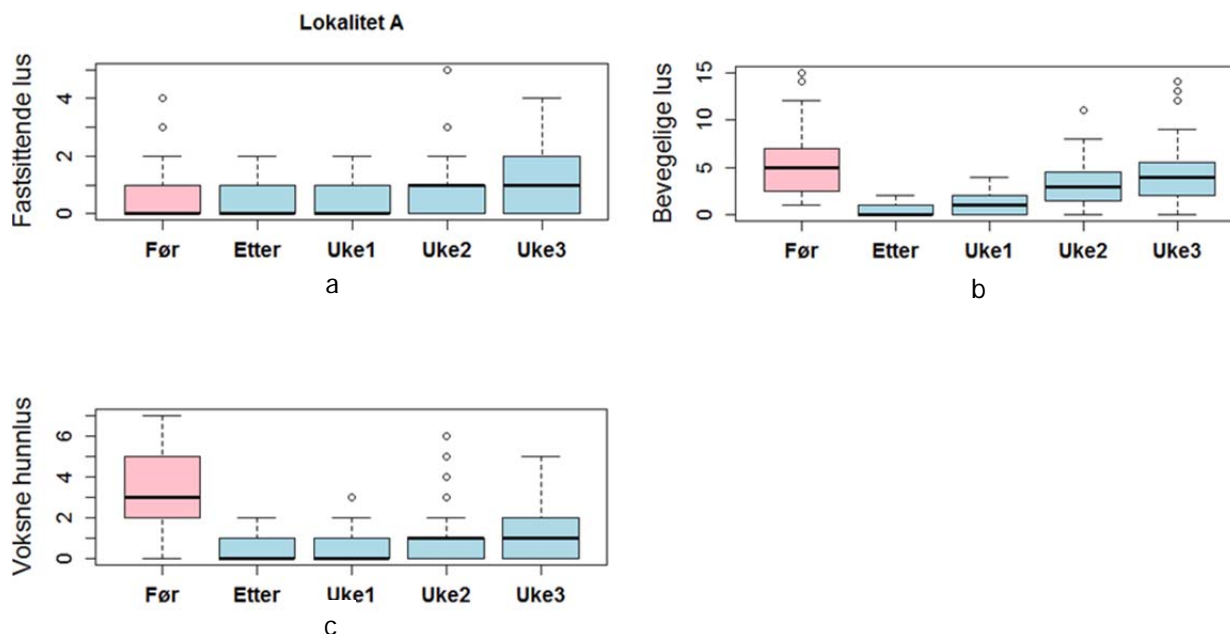 Lokalitet A
Fastsittende lus
4
2
0
Før Etter Uke1 Uke2 Uke3
a
Bevegelige lus
15
10
5
0
Før Etter Uke1 Uke2 Uke3
b
Voksne hunnlus
6
4
2
0
Før Etter Uke1 Uke2 Uke3
c